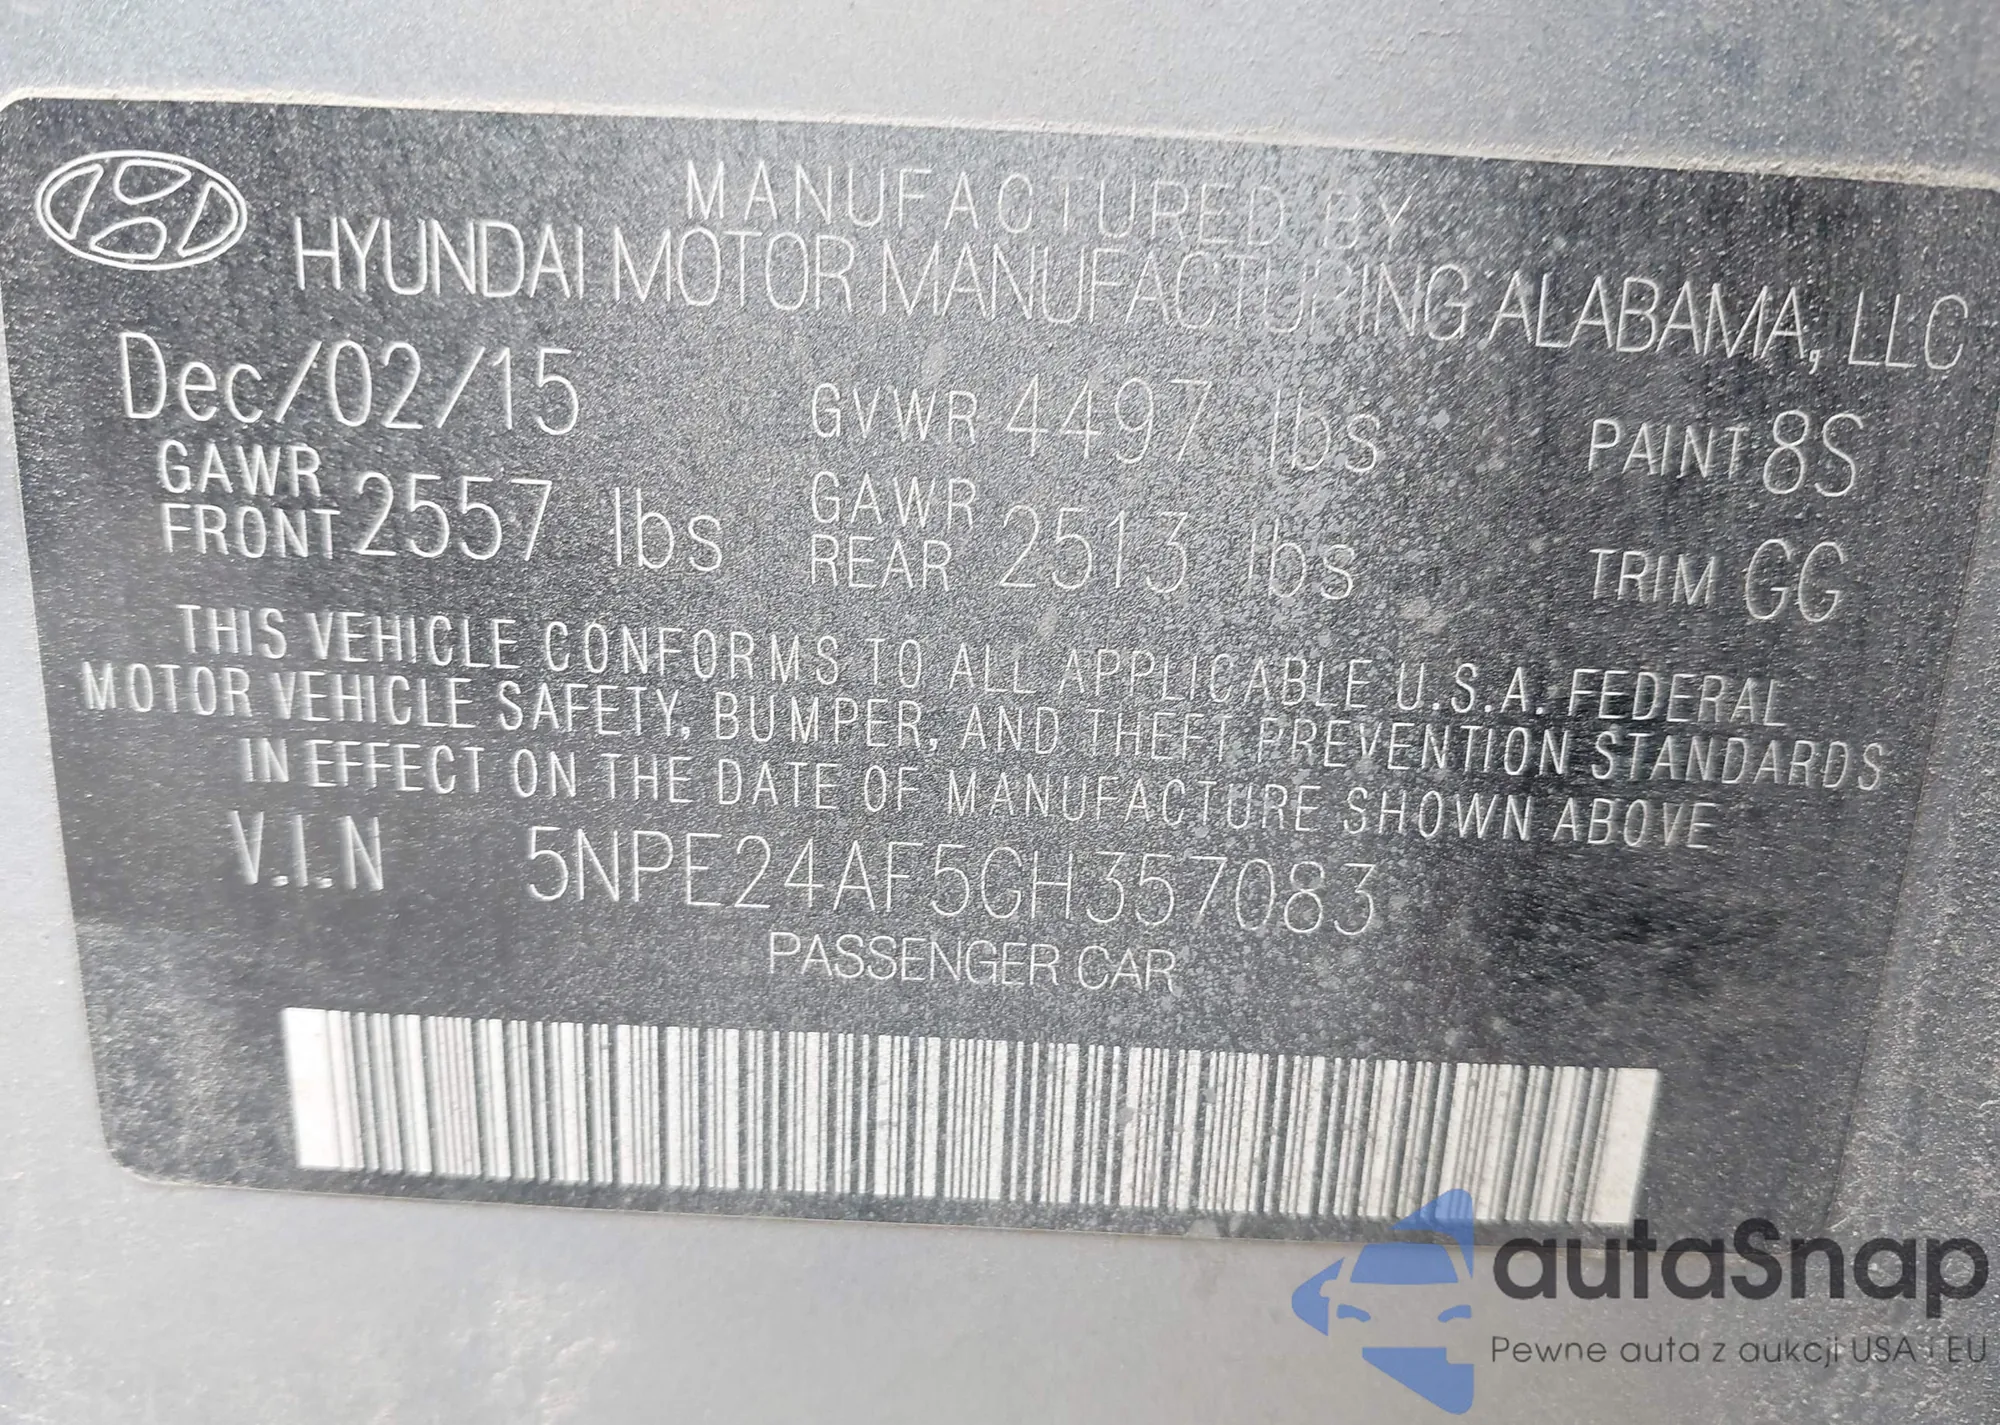 MANUFACTURED BY
HYUNDAI MOTOR MANUFACTURING ALABAMA, LLC
Dec/02/15 GVWR 4497 lbs PAINT 8S
GAWR FRONT 2557 lbs GAWR REAR 2513 lbs TRIM GG
THIS VEHICLE CONFORMS TO ALL APPLICABLE U.S.A. FEDERAL
MOTOR VEHICLE SAFETY, BUMPER, AND THEFT PREVENTION STANDARDS
IN EFFECT ON THE DATE OF MANUFACTURE SHOWN ABOVE
V.I.N 5NPE24AF5GH357083
PASSENGER CAR
autaSnap
Pewne auta z aukcji USA i EU